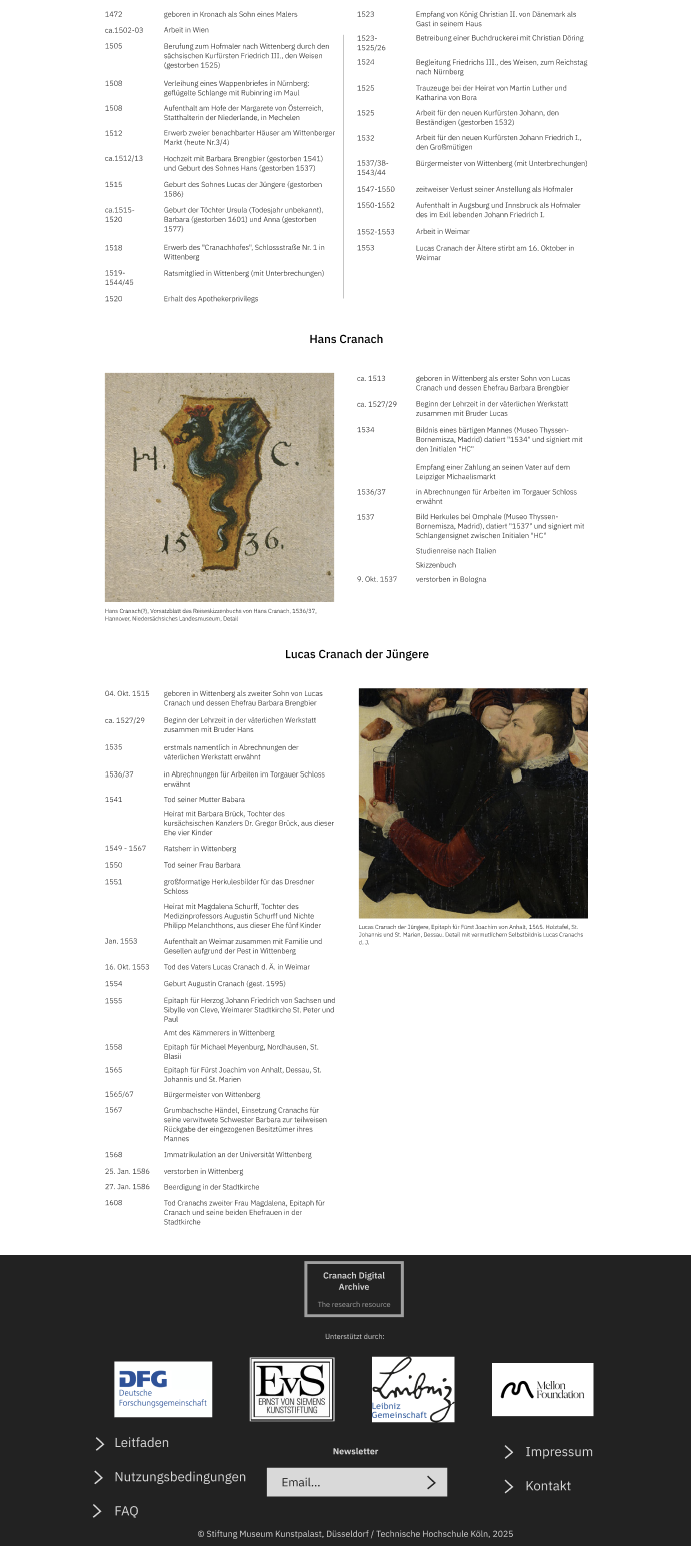 1472 geboren in Kronach als Sohn eines Malers
ca.1502-03 Arbeit in Wien
1505 Berufung zum Hofmaler nach Wittenberg durch den
sächsischen Kurfürsten Friedrich III., den Weisen
(gestorben 1525)
1508 Verleihung eines Wappenbriefes in Nürnberg:
geflügelte Schlange mit Rubinring im Maul
1508 Aufenthalt am Hofe der Margarete von Österreich,
Statthalterin der Niederlande, in Mechelen
1512 Erwerb zweier benachbarter Häuser am Wittenberger
Markt (heute Nr.3/4)
ca.1512/13 Hochzeit mit Barbara Brengbier (gestorben 1541)
und Geburt des Sohnes Hans (gestorben 1537)
1515 Geburt des Sohnes Lucas der Jüngere (gestorben
1586)
ca.1515- Geburt der Töchter Ursula (Todesjahr unbekannt),
1520 Barbara (gestorben 1601) und Anna (gestorben
1577)
1518 Erwerb des "Cranachhofes", Schlossstraße Nr. 1 in
Wittenberg
1519- Ratsmitglied in Wittenberg (mit Unterbrechungen)
1544/45
1520 Erhalt des Apothekerprivilegs
1523 Empfang von König Christian II. von Dänemark als
Gast in seinem Haus
1523- Betreibung einer Buchdruckerei mit Christian Döring
1525/26
1524 Begleitung Friedrichs III., des Weisen, zum Reichstag
nach Nürnberg
1525 Trauzeuge bei der Heirat von Martin Luther und
Katharina von Bora
1525 Arbeit für den neuen Kurfürsten Johann, den
Beständigen (gestorben 1532)
1532 Arbeit für den neuen Kurfürsten Johann Friedrich I.,
den Großmütigen
1537/38- Bürgermeister von Wittenberg (mit Unterbrechungen)
1543/44
1547-1550 zeitweiser Verlust seiner Anstellung als Hofmaler
1550-1552 Aufenthalt in Augsburg und Innsbruck als Hofmaler
des im Exil lebenden Johann Friedrich I.
1552-1553 Arbeit in Weimar
1553 Lucas Cranach der Ältere stirbt am 16. Oktober in
Weimar
Hans Cranach
H. C.
15 36.
Hans Cranach(?), Vorsatzblatt des Reiseskizzenbuchs von Hans Cranach, 1536/37,
Hannover, Niedersächsisches Landesmuseum, Detail
ca. 1513 geboren in Wittenberg als erster Sohn von Lucas
Cranach und dessen Ehefrau Barbara Brengbier
ca. 1527/29 Beginn der Lehrzeit in der väterlichen Werkstatt
zusammen mit Bruder Lucas
1534 Bildnis eines bärtigen Mannes (Museo Thyssen-
Bornemisza, Madrid) datiert "1534" und signiert mit
den Initialen "HC"
Empfang einer Zahlung an seinen Vater auf dem
Leipziger Michaelismarkt
1536/37 in Abrechnungen für Arbeiten im Torgauer Schloss
erwähnt
1537 Bild Herkules bei Omphale (Museo Thyssen-
Bornemisza, Madrid), datiert "1537" und signiert mit
Schlangensignet zwischen Initialen "HC"
Studienreise nach Italien
Skizzenbuch
9. Okt. 1537 verstorben in Bologna
Lucas Cranach der Jüngere
04. Okt. 1515 geboren in Wittenberg als zweiter Sohn von Lucas
Cranach und dessen Ehefrau Barbara Brengbier
ca. 1527/29 Beginn der Lehrzeit in der väterlichen Werkstatt
zusammen mit Bruder Hans
1535 erstmals namentlich in Abrechnungen der
väterlichen Werkstatt erwähnt
1536/37 in Abrechnungen für Arbeiten im Torgauer Schloss
erwähnt
1541 Tod seiner Mutter Babara
Heirat mit Barbara Brück, Tochter des
kursächsischen Kanzlers Dr. Gregor Brück, aus dieser
Ehe vier Kinder
1549 - 1567 Ratsherr in Wittenberg
1550 Tod seiner Frau Barbara
1551 großformatige Herkulesbilder für das Dresdner
Schloss
Heirat mit Magdalena Schurff, Tochter des
Medizinprofessors Augustin Schurff und Nichte
Philipp Melanchthons, aus dieser Ehe fünf Kinder
Jan. 1553 Aufenthalt an Weimar zusammen mit Familie und
Gesellen aufgrund der Pest in Wittenberg
16. Okt. 1553 Tod des Vaters Lucas Cranach d. Ä. in Weimar
1554 Geburt Augustin Cranach (gest. 1595)
1555 Epitaph für Herzog Johann Friedrich von Sachsen und
Sibylle von Cleve, Weimarer Stadtkirche St. Peter und
Paul
Amt des Kämmerers in Wittenberg
1558 Epitaph für Michael Meyenburg, Nordhausen, St.
Blasii
1565 Epitaph für Fürst Joachim von Anhalt, Dessau, St.
Johannis und St. Marien
1565/67 Bürgermeister von Wittenberg
1567 Grumbachsche Händel, Einsetzung Cranachs für
seine verwitwete Schwester Barbara zur teilweisen
Rückgabe der eingezogenen Besitztümer ihres
Mannes
1568 Immatrikulation an der Universität Wittenberg
25. Jan. 1586 verstorben in Wittenberg
27. Jan. 1586 Beerdigung in der Stadtkirche
1608 Tod Cranachs zweiter Frau Magdalena, Epitaph für
Cranach und seine beiden Ehefrauen in der
Stadtkirche
Lucas Cranach der Jüngere, Epitaph für Fürst Joachim von Anhalt, 1565. Holztafel, St.
Johannis und St. Marien, Dessau, Detail mit vermutlichem Selbstbildnis Lucas Cranachs
d. J.
Cranach Digital
Archive
The research resource
Unterstützt durch:
DFG
Deutsche
Forschungsgemeinschaft
EvS
ERNST VON SIEMENS
KUNSTSTIFTUNG
Leibniz
Leibniz
Gemeinschaft
Mellon
Foundation
Leitfaden
Nutzungsbedingungen
FAQ
Newsletter
Email...
Impressum
Kontakt
© Stiftung Museum Kunstpalast, Düsseldorf / Technische Hochschule Köln, 2025